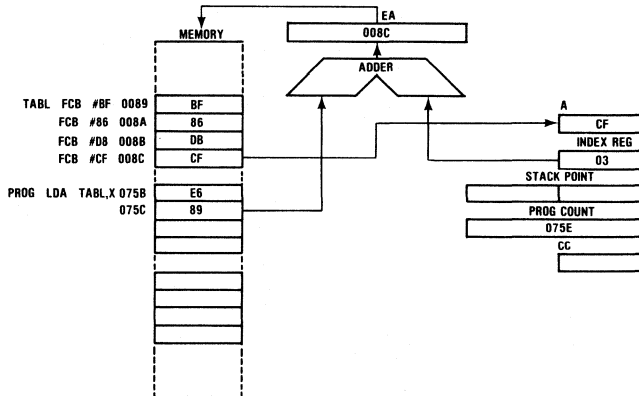 EA
MEMORY
008C
ADDER
TABL FCB #BF 0089 BF
FCB #86 008A 86
FCB #D8 008B DB
FCB #CF 008C CF
A
CF
INDEX REG
03
STACK POINT
PROG LDA TABL,X 075B E6
075C 89
PROG COUNT
075E
CC